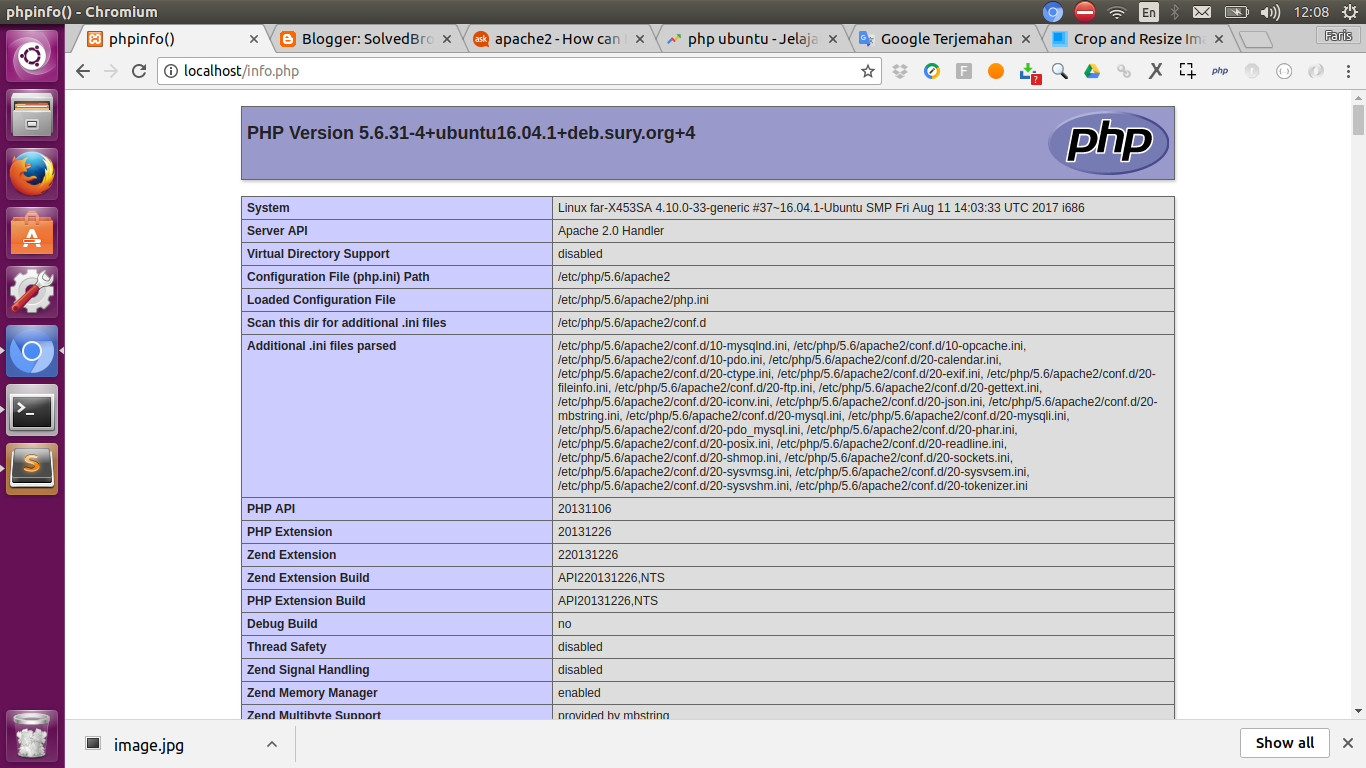 phpinfo() - Chromium
En
12:08
phpinfo()
Blogger: SolvedBro
apache2 - How can
php ubuntu - Jelaja
Google Terjemahan
Crop and Resize Ima
Faris
localhost/info.php
F
?
X
php
PHP Version 5.6.31-4+ubuntu16.04.1+deb.sury.org+4
php
System Linux far-X453SA 4.10.0-33-generic #37~16.04.1-Ubuntu SMP Fri Aug 11 14:03:33 UTC 2017 i686
Server API Apache 2.0 Handler
Virtual Directory Support disabled
Configuration File (php.ini) Path /etc/php/5.6/apache2
Loaded Configuration File /etc/php/5.6/apache2/php.ini
Scan this dir for additional .ini files /etc/php/5.6/apache2/conf.d
Additional .ini files parsed /etc/php/5.6/apache2/conf.d/10-mysqlnd.ini, /etc/php/5.6/apache2/conf.d/10-opcache.ini,
/etc/php/5.6/apache2/conf.d/10-pdo.ini, /etc/php/5.6/apache2/conf.d/20-calendar.ini,
/etc/php/5.6/apache2/conf.d/20-ctype.ini, /etc/php/5.6/apache2/conf.d/20-exif.ini, /etc/php/5.6/apache2/conf.d/20-
fileinfo.ini, /etc/php/5.6/apache2/conf.d/20-ftp.ini, /etc/php/5.6/apache2/conf.d/20-gettext.ini,
/etc/php/5.6/apache2/conf.d/20-iconv.ini, /etc/php/5.6/apache2/conf.d/20-json.ini, /etc/php/5.6/apache2/conf.d/20-
mbstring.ini, /etc/php/5.6/apache2/conf.d/20-mysql.ini, /etc/php/5.6/apache2/conf.d/20-mysqli.ini,
/etc/php/5.6/apache2/conf.d/20-pdo_mysql.ini, /etc/php/5.6/apache2/conf.d/20-phar.ini,
/etc/php/5.6/apache2/conf.d/20-posix.ini, /etc/php/5.6/apache2/conf.d/20-readline.ini,
/etc/php/5.6/apache2/conf.d/20-shmop.ini, /etc/php/5.6/apache2/conf.d/20-sockets.ini,
/etc/php/5.6/apache2/conf.d/20-sysvmsg.ini, /etc/php/5.6/apache2/conf.d/20-sysvsem.ini,
/etc/php/5.6/apache2/conf.d/20-sysvshm.ini, /etc/php/5.6/apache2/conf.d/20-tokenizer.ini
PHP API 20131106
PHP Extension 20131226
Zend Extension 220131226
Zend Extension Build API220131226,NTS
PHP Extension Build API20131226,NTS
Debug Build no
Thread Safety disabled
Zend Signal Handling disabled
Zend Memory Manager enabled
Zend Multibyte Support provided by mbstring
image.jpg
Show all